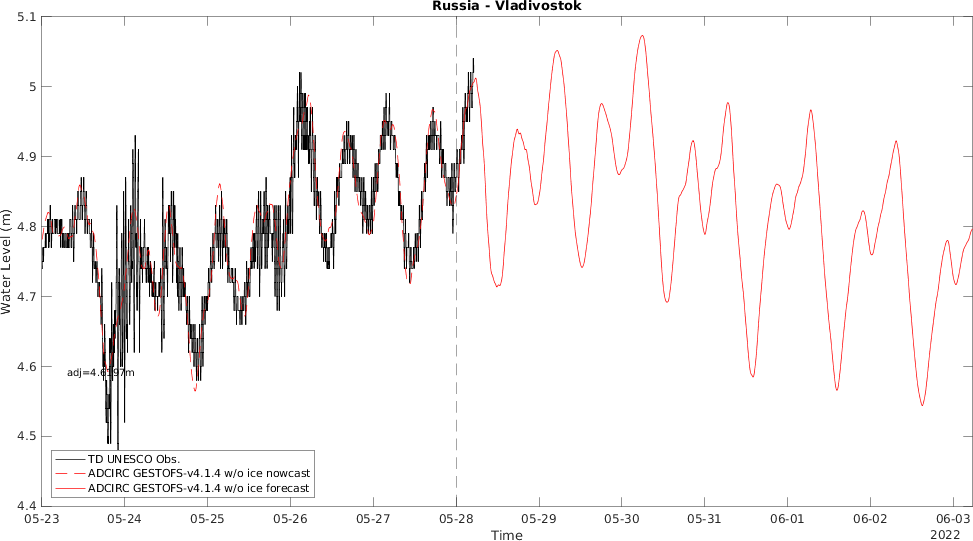 Russia - Vladivostok
5.1
5
4.9
4.8
4.7
4.6
4.5
4.4
Water Level (m)
adj=4.6597m
TD UNESCO Obs.
ADCIRC GESTOFS-v4.1.4 w/o ice nowcast
ADCIRC GESTOFS-v4.1.4 w/o ice forecast
05-23 05-24 05-25 05-26 05-27 05-28 05-29 05-30 05-31 06-01 06-02 06-03
2022
Time